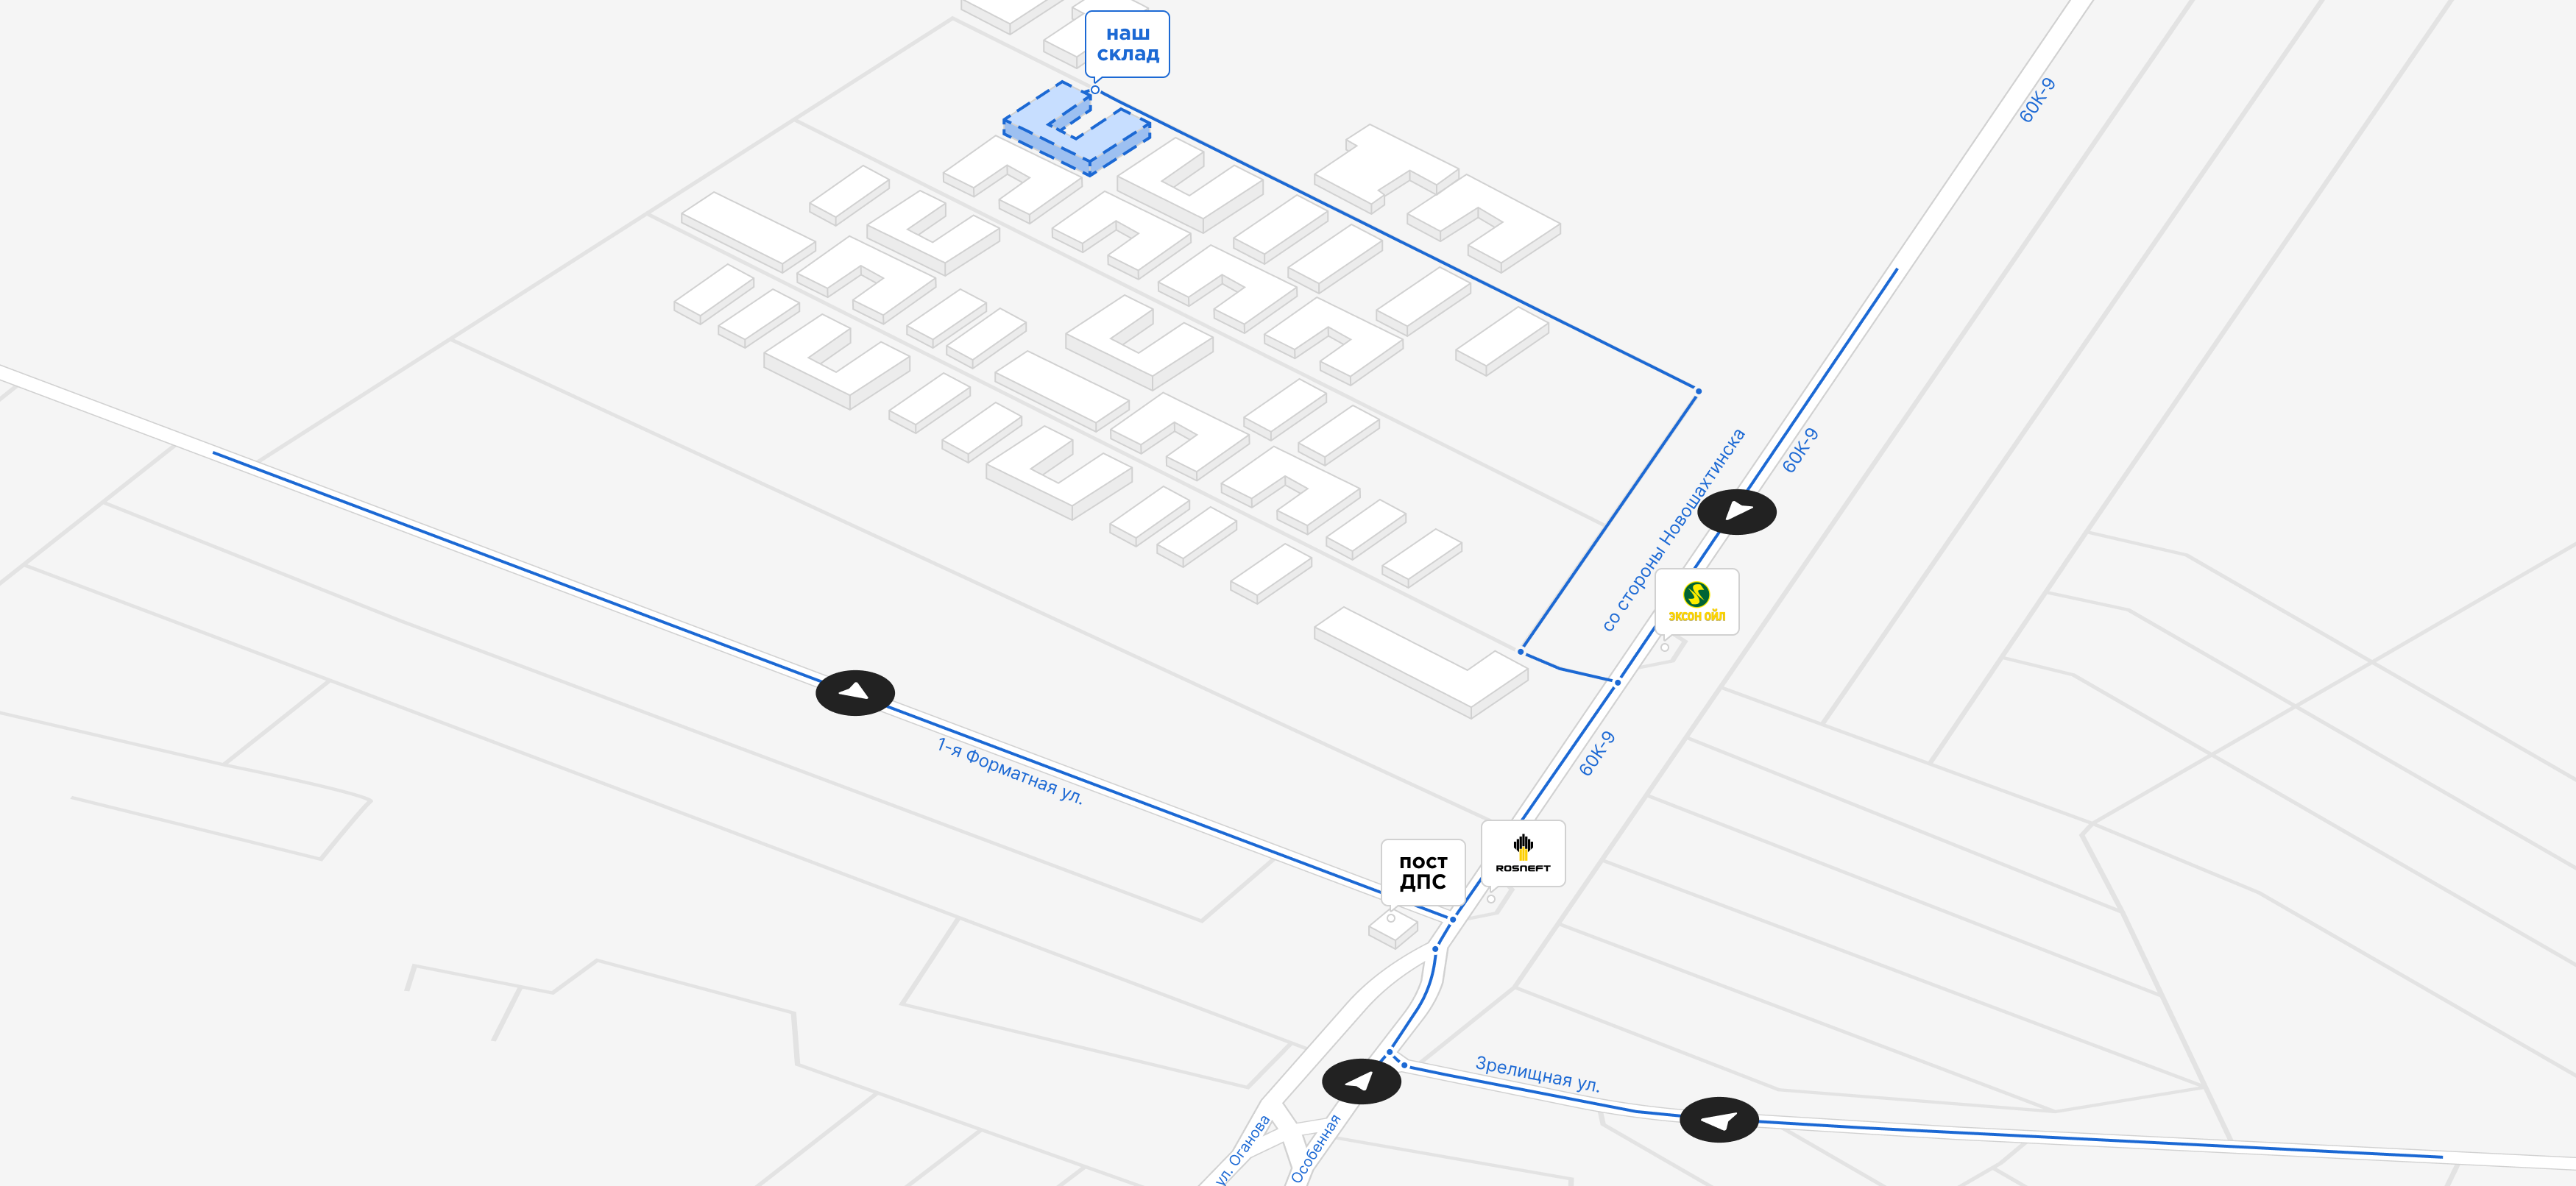 наш
склад
60К-9
со стороны Новошахтинска
60К-9
ЭКСОН ОЙЛ
60К-9
1-я Форматная ул.
ROSNEFT
пост
ДПС
Зрелищная ул.
ул. Оганова
Особенная